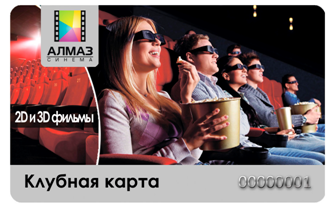 АЛМАЗ
СИНЕМА
2D и 3D фильмы
Клубная карта
00000001